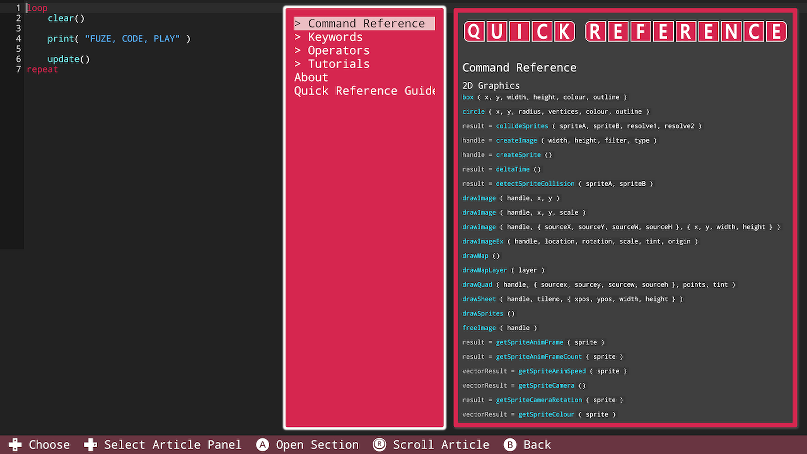 1 loop
2 clear()
3
4 print( "FUZE, CODE, PLAY" )
5
6 update()
7 repeat
> Command Reference
> Keywords
> Operators
> Tutorials
About
Quick Reference Guide
QUICK REFERENCE
Command Reference
2D Graphics
box ( x, y, width, height, colour, outline )
circle ( x, y, radius, vertices, colour, outline )
result = collideSprites ( spriteA, spriteB, resolve1, resolve2 )
handle = createImage ( width, height, filter, type )
handle = createSprite ()
result = deltaTime ()
result = detectSpriteCollision ( spriteA, spriteB )
drawImage ( handle, x, y )
drawImage ( handle, x, y, scale )
drawImage ( handle, { sourceX, sourceY, sourceW, sourceH }, { x, y, width, height } )
drawImageEx ( handle, location, rotation, scale, tint, origin )
drawMap ()
drawMapLayer ( layer )
drawQuad ( handle, { sourcex, sourcey, sourcew, sourceh }, points, tint )
drawSheet ( handle, tileno, { xpos, ypos, width, height } )
drawSprites ()
freeImage ( handle )
result = getSpriteAnimFrame ( sprite )
result = getSpriteAnimFrameCount ( sprite )
vectorResult = getSpriteAnimSpeed ( sprite )
vectorResult = getSpriteCamera ()
result = getSpriteCameraRotation ( sprite )
vectorResult = getSpriteColour ( sprite )
Choose Select Article Panel A Open Section R Scroll Article B Back